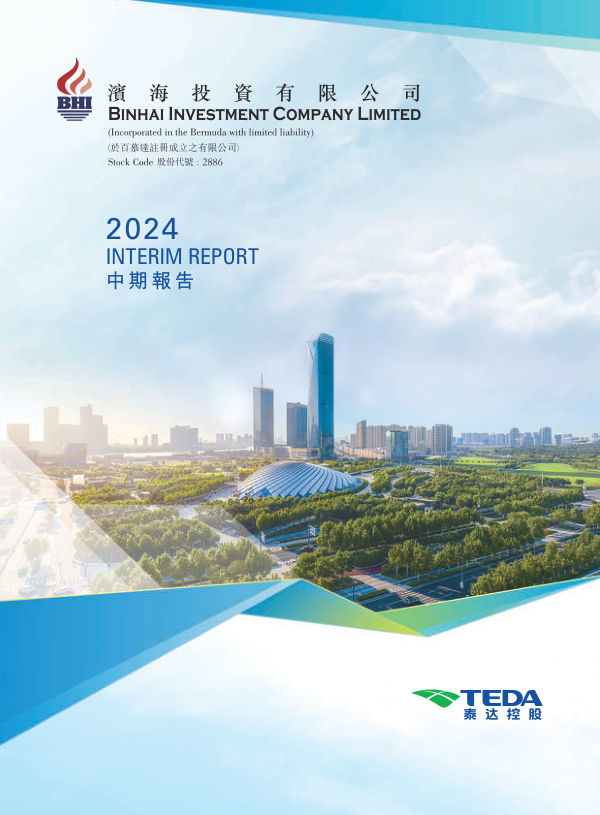 BHI
濱海投資有限公司
BINHAI INVESTMENT COMPANY LIMITED
(Incorporated in the Bermuda with limited liability)
(於百慕達註冊成立之有限公司)
Stock Code 股份代號 : 2886
2024
INTERIM REPORT
中期報告
TEDA
泰达控股